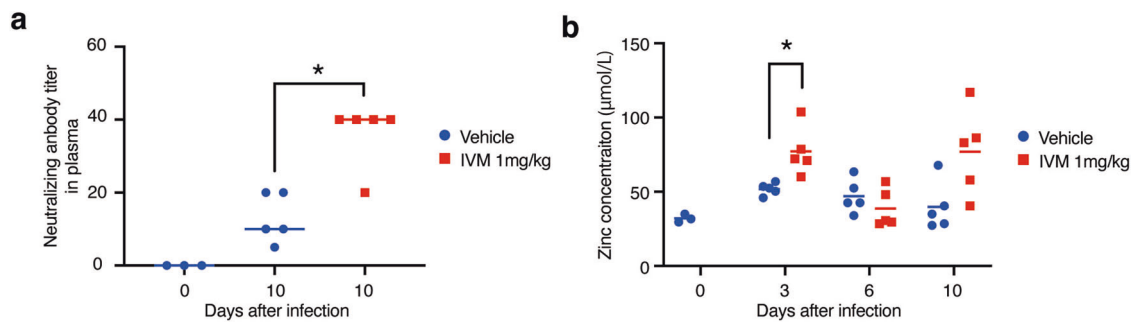 a
Neutralizing anbody titer
in plasma
60
40
20
0
*
0
10
10
Days after infection
Vehicle
IVM 1mg/kg
b
Zinc concentraiton (μmol/L)
150
100
50
0
*
0
3
6
10
Days after infection
Vehicle
IVM 1mg/kg